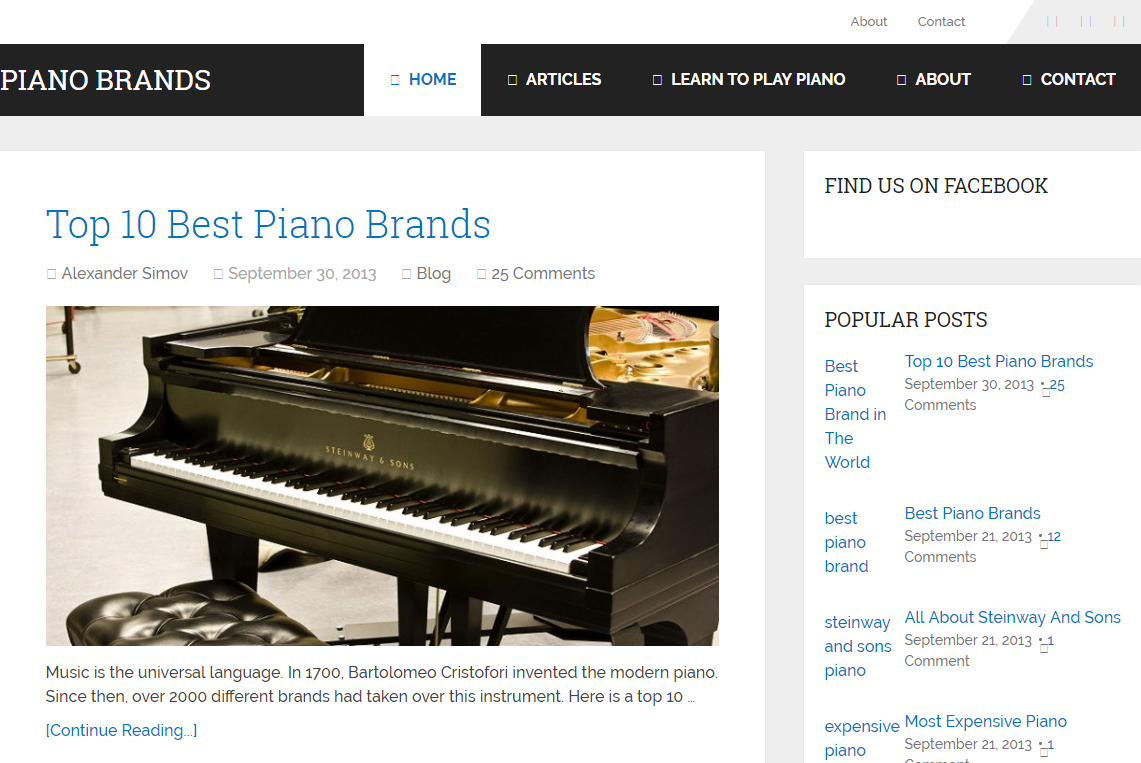 About Contact
PIANO BRANDS
HOME ARTICLES LEARN TO PLAY PIANO ABOUT CONTACT
Top 10 Best Piano Brands
Alexander Simov September 30, 2013 Blog 25 Comments
STEINWAY & SONS
Music is the universal language. In 1700, Bartolomeo Cristofori invented the modern piano.
Since then, over 2000 different brands had taken over this instrument. Here is a top 10 ...
[Continue Reading...]
FIND US ON FACEBOOK
POPULAR POSTS
Best
Piano
Brand in
The
World
Top 10 Best Piano Brands
September 30, 2013 • 25
Comments
best
piano
brand
Best Piano Brands
September 21, 2013 • 12
Comments
steinway
and sons
piano
All About Steinway And Sons
September 21, 2013 • 1
Comment
expensive
piano
Most Expensive Piano
September 21, 2013 • 1
Comment